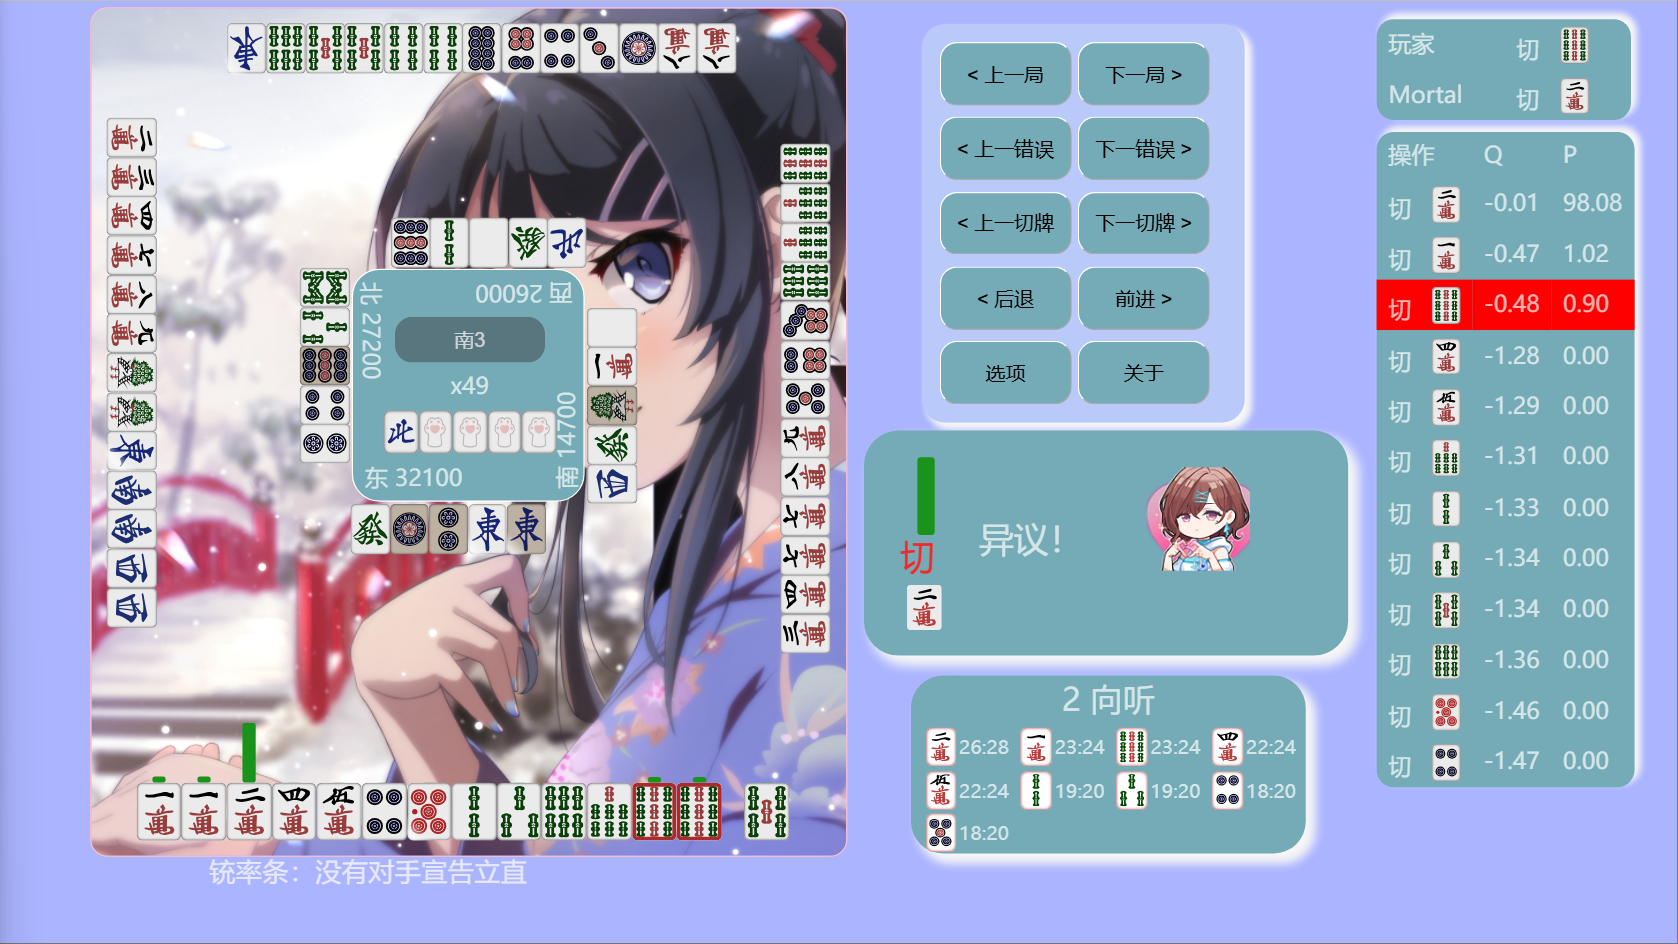 西 26000
北 27200
南3
x49
南 14700
东 32100
铳率条：没有对手宣告立直
< 上一局
下一局 >
< 上一错误
下一错误 >
< 上一切牌
下一切牌 >
< 后退
前进 >
选项
关于
切
异议！
2 向听
26:28
23:24
23:24
22:24
22:24
19:20
19:20
18:20
18:20
玩家 切
Mortal 切
操作 Q P
切 -0.01 98.08
切 -0.47 1.02
切 -0.48 0.90
切 -1.28 0.00
切 -1.29 0.00
切 -1.31 0.00
切 -1.33 0.00
切 -1.34 0.00
切 -1.34 0.00
切 -1.36 0.00
切 -1.46 0.00
切 -1.47 0.00